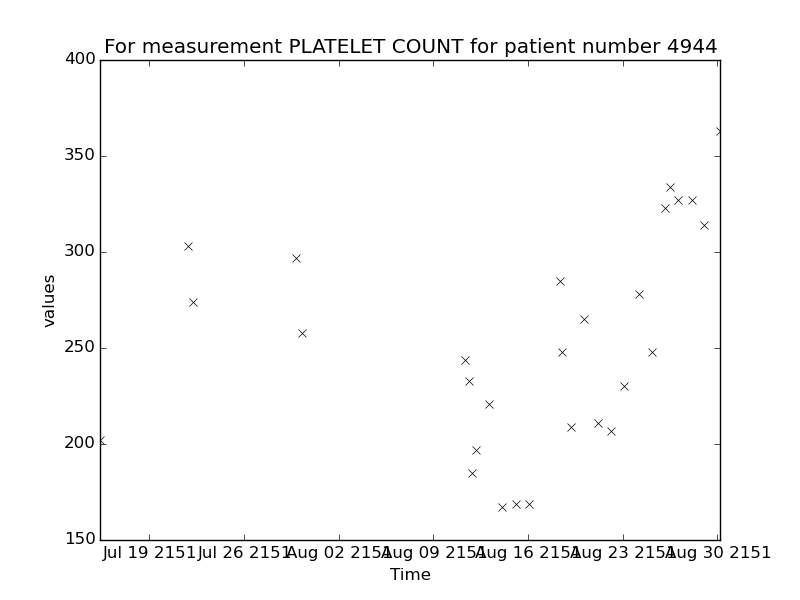 For measurement PLATELET COUNT for patient number 4944
400
350
300
250
200
150
values
Jul 19 2151 Jul 26 2151 Aug 02 2151 Aug 09 2151 Aug 16 2151 Aug 23 2151 Aug 30 2151
Time